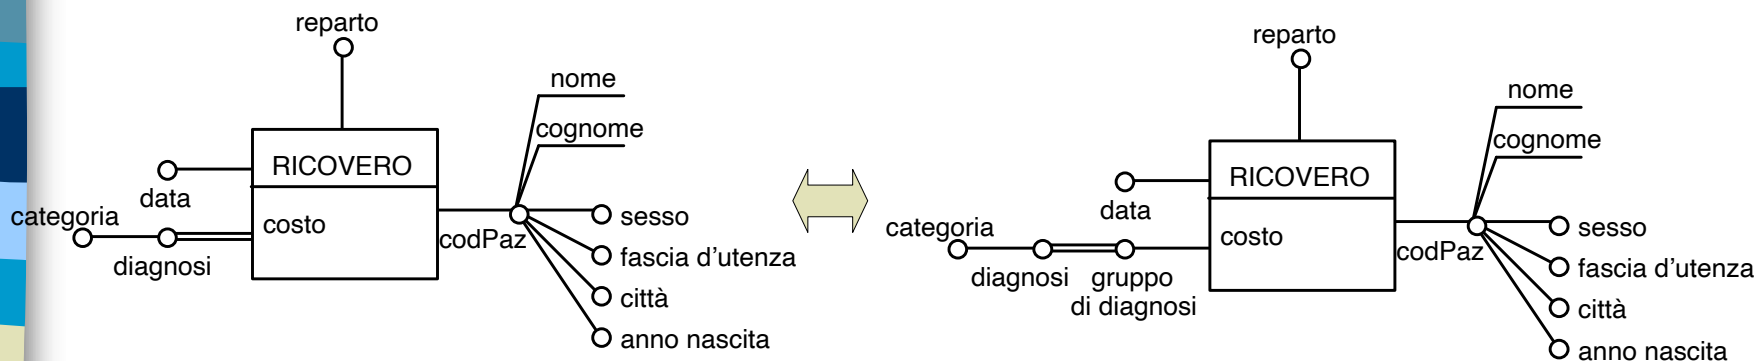 reparto
nome
cognome
RICOVERO
data
categoria
costo
diagnosi
codPaz
sesso
fascia d'utenza
città
anno nascita
reparto
nome
cognome
RICOVERO
data
categoria
costo
diagnosi
gruppo
di diagnosi
codPaz
sesso
fascia d'utenza
città
anno nascita